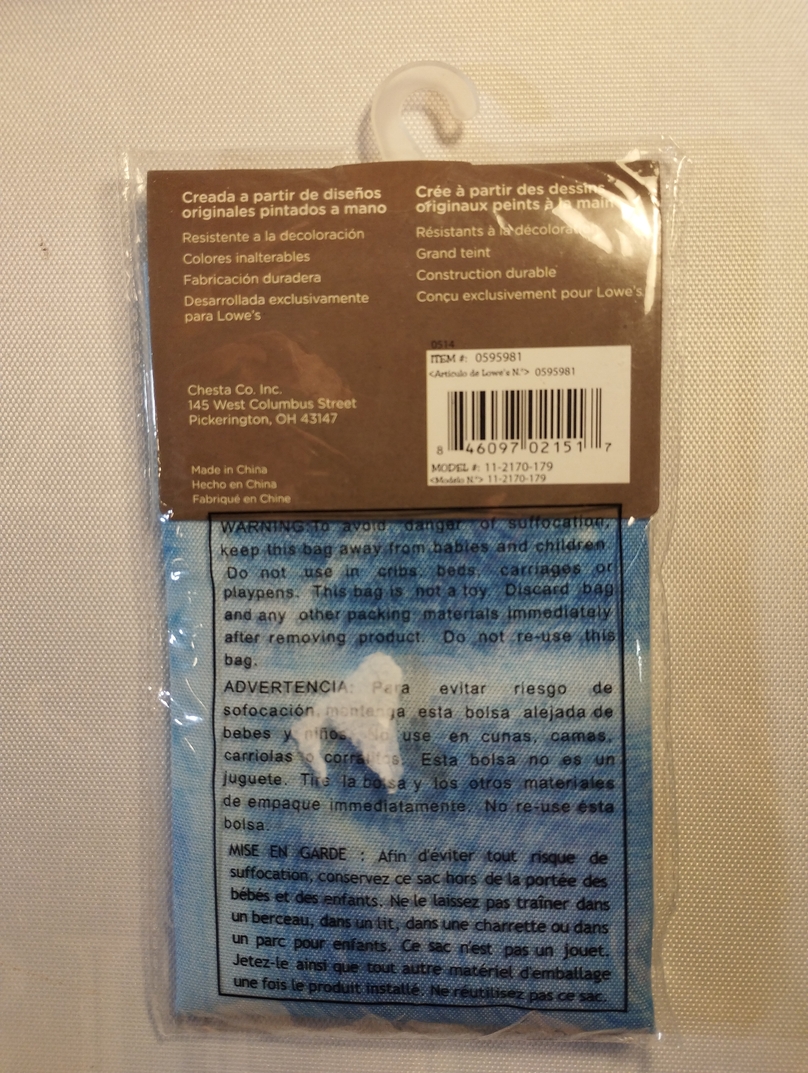 Creada a partir de diseños
originales pintados a mano
Resistente a la decoloración
Colores inalterables
Fabricación duradera
Desarrollada exclusivamente
para Lowe's
Crée à partir des dessins
originaux peints à la main
Résistants à la décoloration
Grand teint
Construction durable
Conçu exclusivement pour Lowe's
Chesta Co. Inc.
145 West Columbus Street
Pickerington, OH 43147
Made in China
Hecho en China
Fabriqué en Chine
0514
ITEM #: 0595981
<Artículo de Lowe's N.°> 0595981
8 46097 02151 7
MODEL #: 11-2170-179
<Modelo N.°> 11-2170-179
WARNING: To avoid danger of suffocation,
keep this bag away from babies and children.
Do not use in cribs, beds, carriages or
playpens. This bag is not a toy. Discard bag
and any other packing materials immediately
after removing product. Do not re-use this
bag.
ADVERTENCIA: Para evitar riesgo de
sofocación, mantenga esta bolsa alejada de
bebes y niños. No use en cunas, camas,
carriolas o corralitos. Esta bolsa no es un
juguete. Tire la bolsa y los otros materiales
de empaque immediatamente. No re-use ésta
bolsa.
MISE EN GARDE : Afin d'éviter tout risque de
suffocation, conservez ce sac hors de la portée des
bébés et des enfants. Ne le laissez pas traîner dans
un berceau, dans un lit, dans une charrette ou dans
un parc pour enfants. Ce sac n'est pas un jouet.
Jetez-le ainsi que tout autre matériel d'emballage
une fois le produit installé. Ne réutilisez pas ce sac.